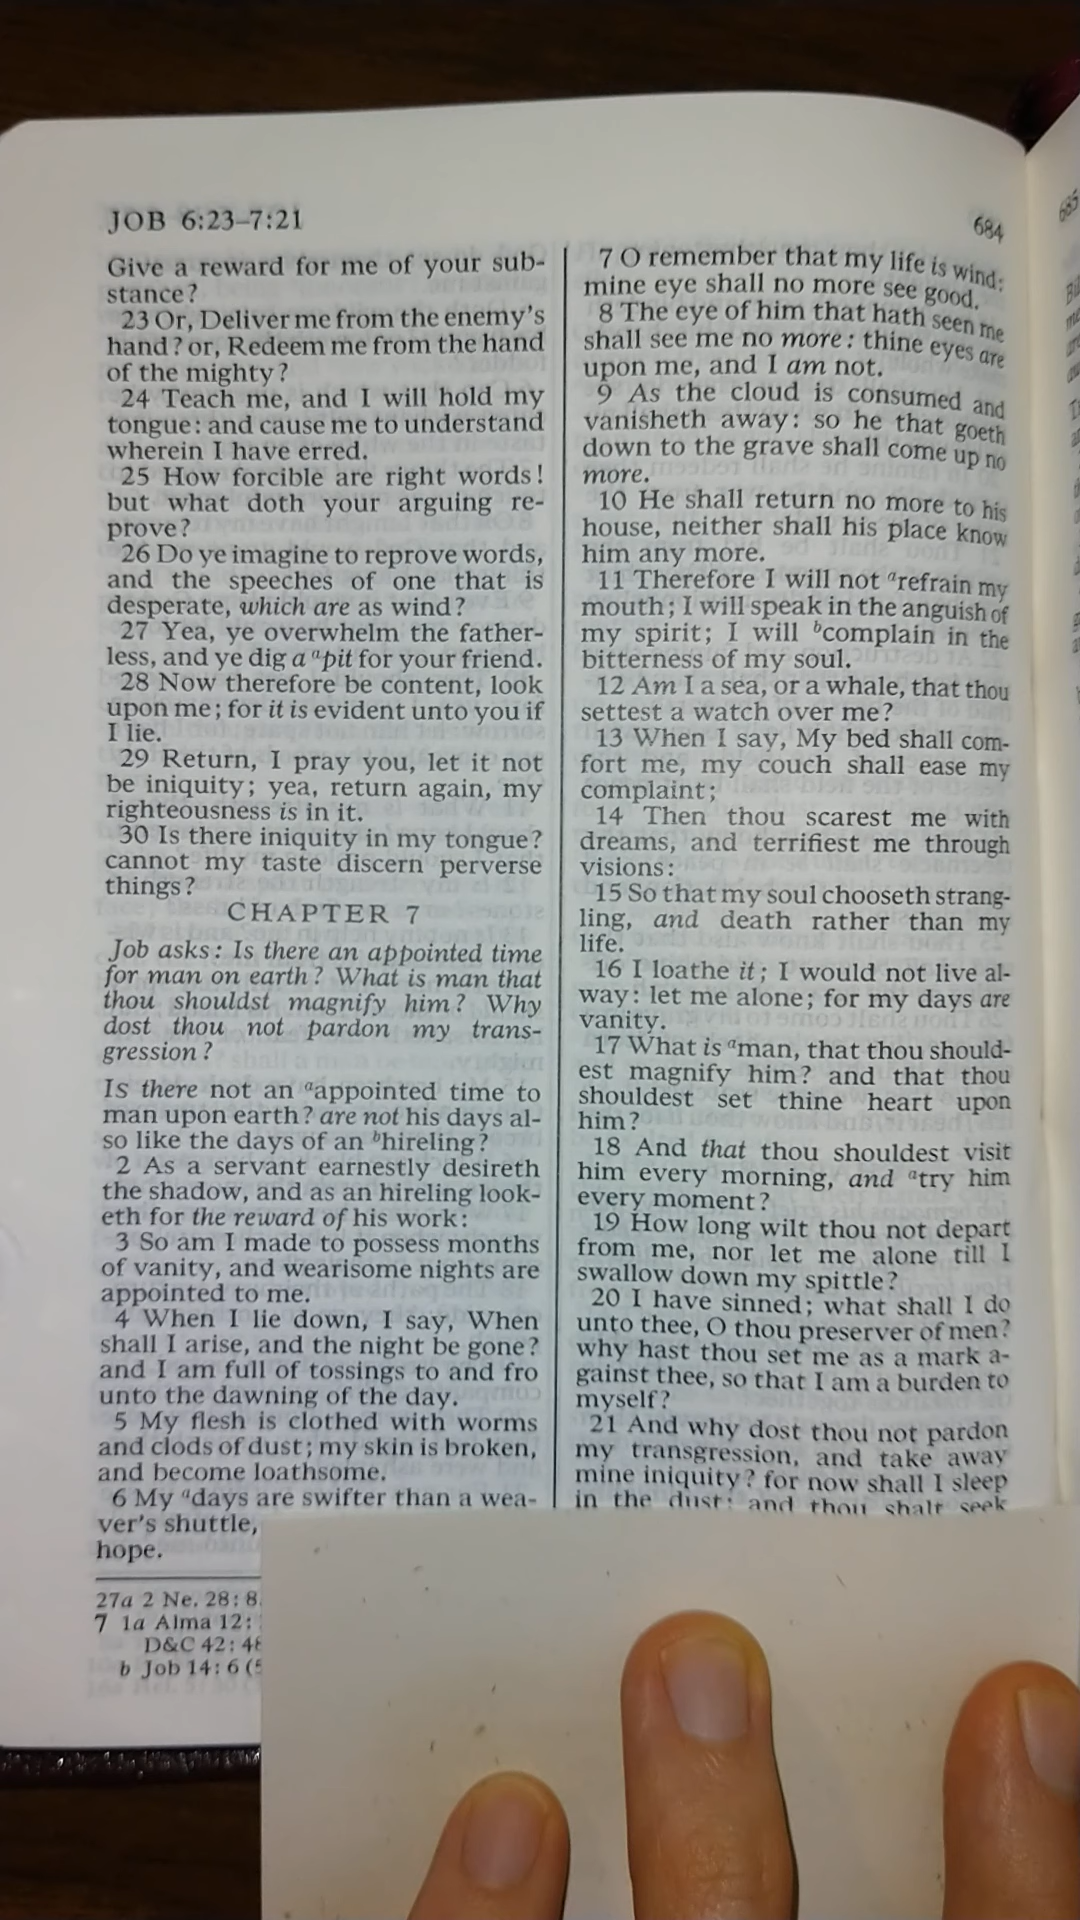 JOB 6:23–7:21
684
Give a reward for me of your sub-
stance?
23 Or, Deliver me from the enemy's
hand? or, Redeem me from the hand
of the mighty?
24 Teach me, and I will hold my
tongue: and cause me to understand
wherein I have erred.
25 How forcible are right words!
but what doth your arguing re-
prove?
26 Do ye imagine to reprove words,
and the speeches of one that is
desperate, which are as wind?
27 Yea, ye overwhelm the father-
less, and ye dig a apit for your friend.
28 Now therefore be content, look
upon me; for it is evident unto you if
I lie.
29 Return, I pray you, let it not
be iniquity; yea, return again, my
righteousness is in it.
30 Is there iniquity in my tongue?
cannot my taste discern perverse
things?
CHAPTER 7
Job asks: Is there an appointed time
for man on earth? What is man that
thou shouldst magnify him? Why
dost thou not pardon my trans-
gression?
Is there not an aappointed time to
man upon earth? are not his days al-
so like the days of an bhireling?
2 As a servant earnestly desireth
the shadow, and as an hireling look-
eth for the reward of his work:
3 So am I made to possess months
of vanity, and wearisome nights are
appointed to me.
4 When I lie down, I say, When
shall I arise, and the night be gone?
and I am full of tossings to and fro
unto the dawning of the day.
5 My flesh is clothed with worms
and clods of dust; my skin is broken,
and become loathsome.
6 My adays are swifter than a wea-
ver's shuttle,
hope.
27a 2 Ne. 28:8.
7 1a Alma 12:
D&C 42:48
b Job 14:6 (5
7 O remember that my life is wind:
mine eye shall no more see good.
8 The eye of him that hath seen me
shall see me no more: thine eyes are
upon me, and I am not.
9 As the cloud is consumed and
vanisheth away: so he that goeth
down to the grave shall come up no
more.
10 He shall return no more to his
house, neither shall his place know
him any more.
11 Therefore I will not arefrain my
mouth; I will speak in the anguish of
my spirit; I will bcomplain in the
bitterness of my soul.
12 Am I a sea, or a whale, that thou
settest a watch over me?
13 When I say, My bed shall com-
fort me, my couch shall ease my
complaint;
14 Then thou scarest me with
dreams, and terrifiest me through
visions:
15 So that my soul chooseth strang-
ling, and death rather than my
life.
16 I loathe it; I would not live al-
way: let me alone; for my days are
vanity.
17 What is aman, that thou should-
est magnify him? and that thou
shouldest set thine heart upon
him?
18 And that thou shouldest visit
him every morning, and atry him
every moment?
19 How long wilt thou not depart
from me, nor let me alone till I
swallow down my spittle?
20 I have sinned; what shall I do
unto thee, O thou preserver of men?
why hast thou set me as a mark a-
gainst thee, so that I am a burden to
myself?
21 And why dost thou not pardon
my transgression, and take away
mine iniquity? for now shall I sleep
in the dust; and thou shalt seek
685